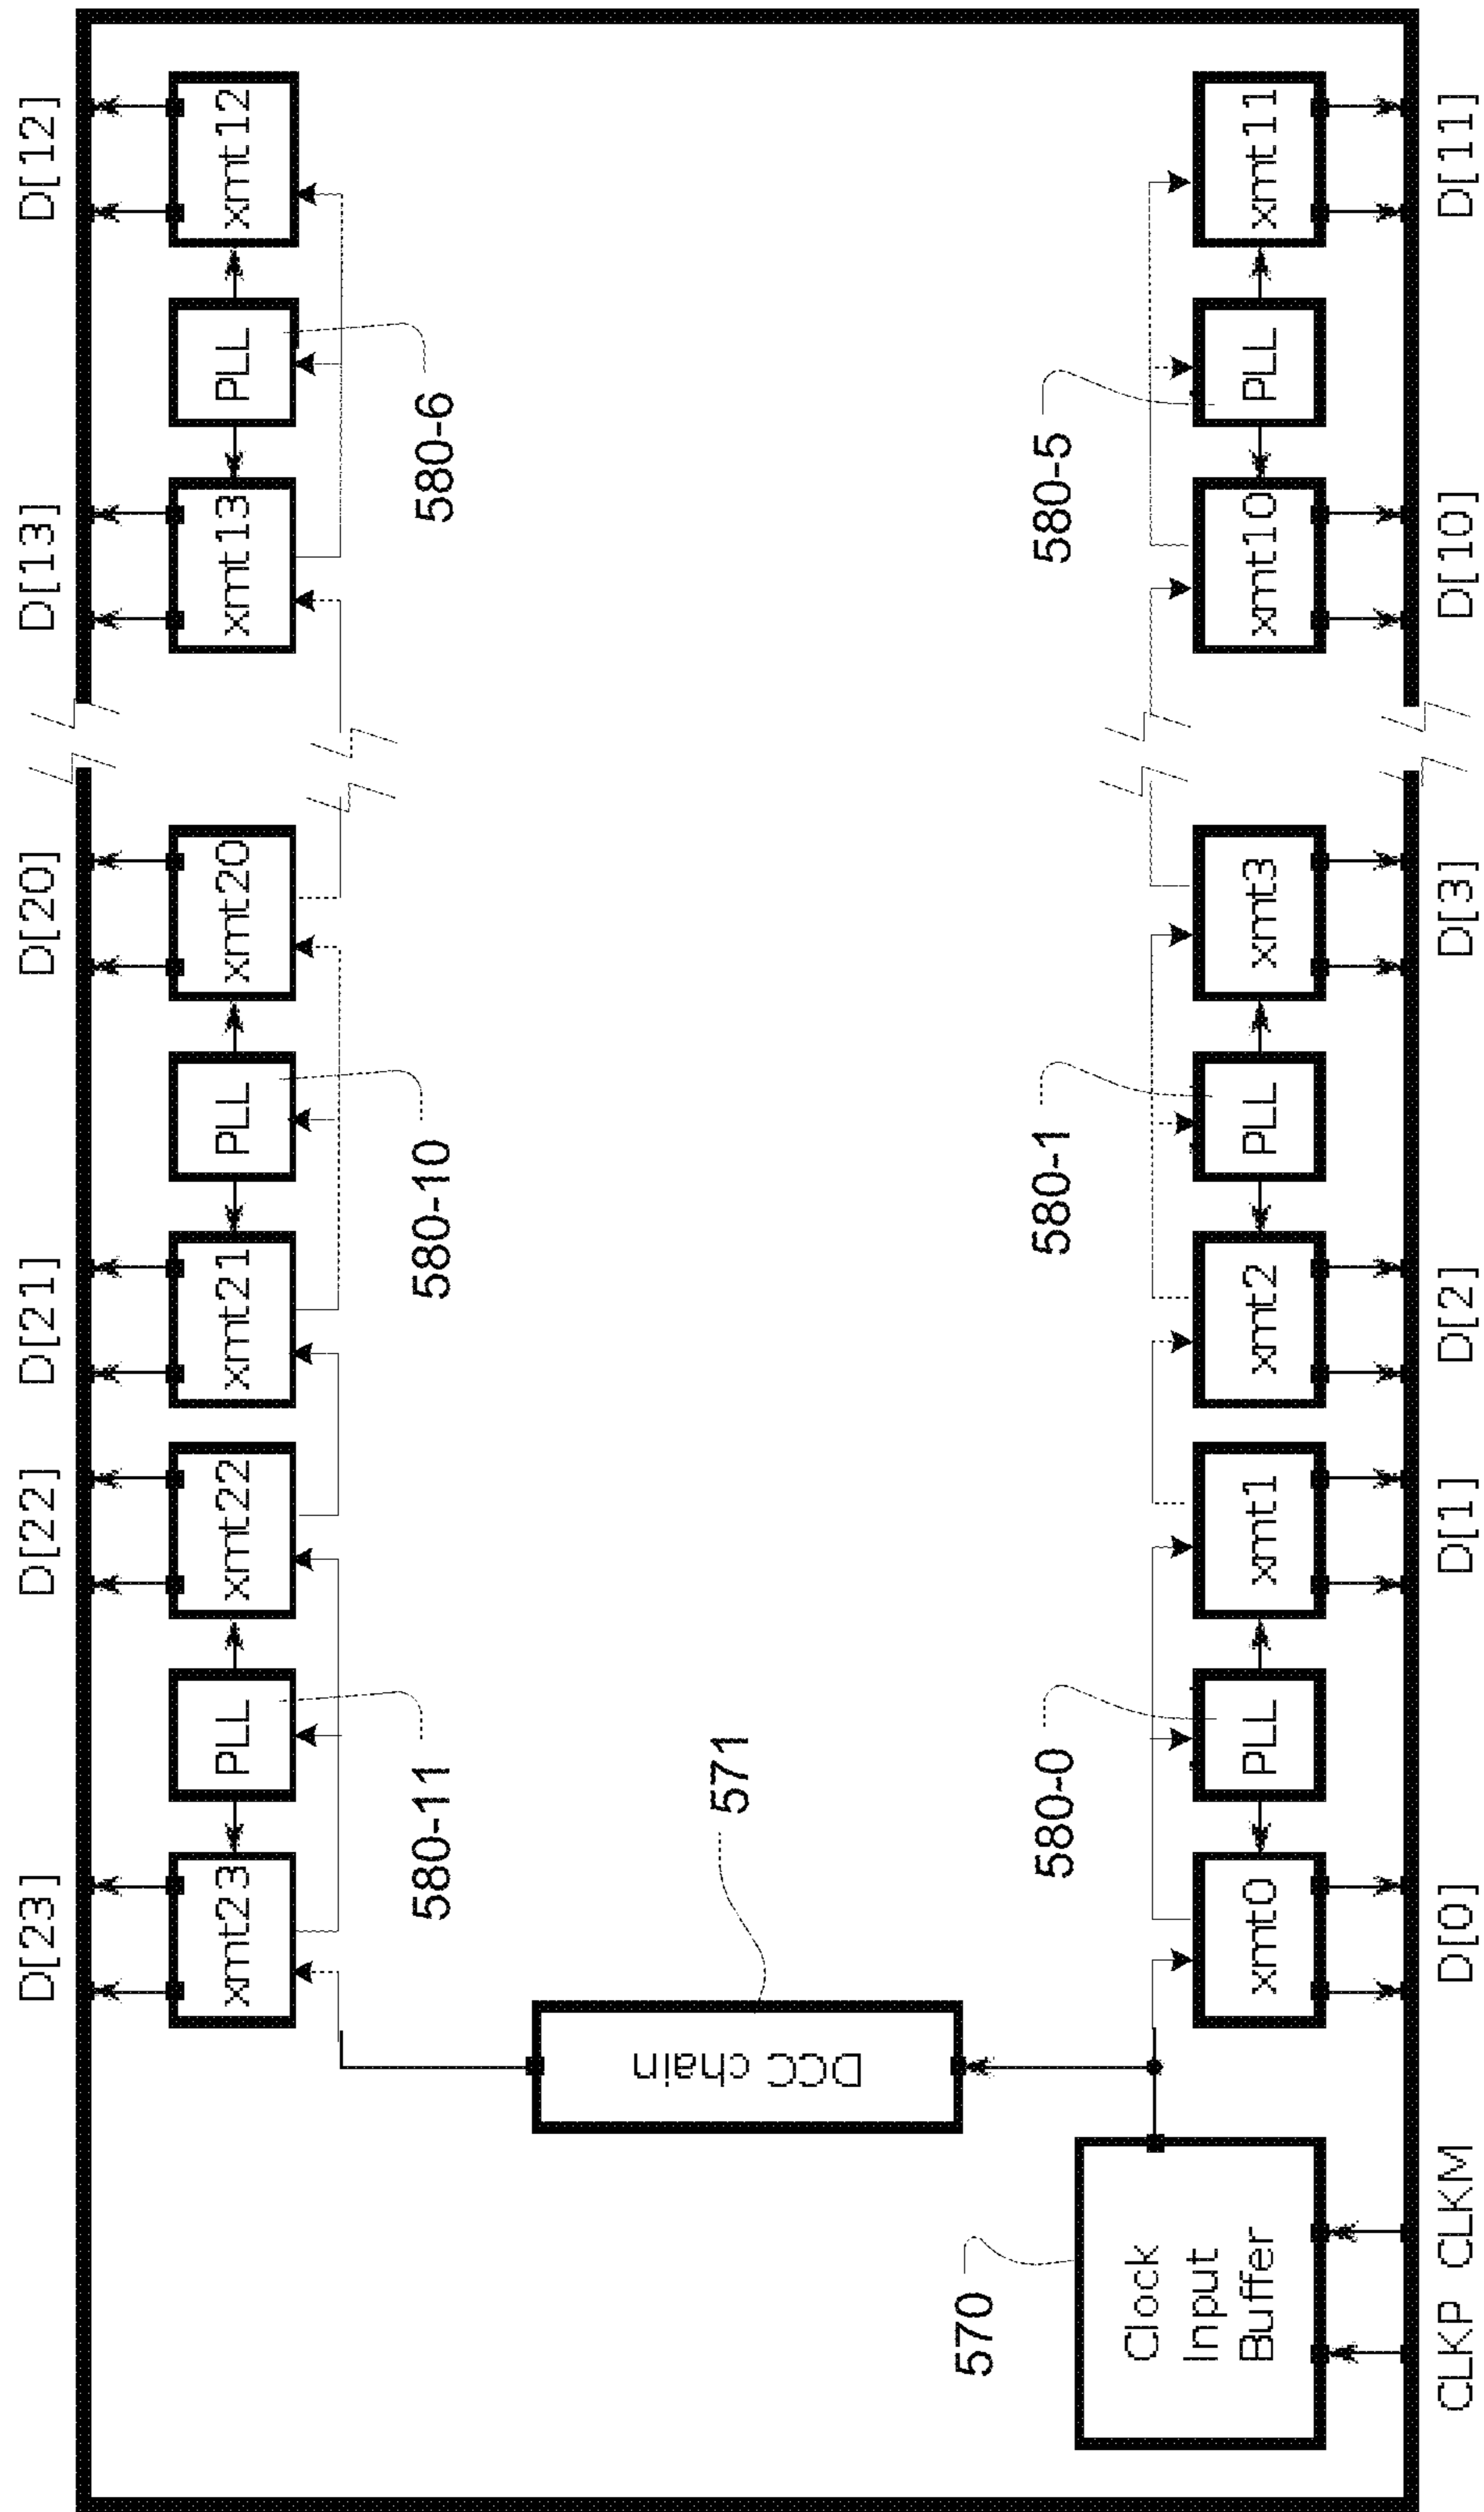 D[23] D[22] D[21] D[20] D[13] D[12]
xmt23 PLL xmt22 xmt21 PLL xmt20 xmt13 PLL xmt12
580-11 580-10 580-6
DCC chain
571
570
580-0 580-1 580-5
Clock
Input
Buffer
xmt0 PLL xmt1 xmt2 PLL xmt3 xmt10 PLL xmt11
CLKP CLKM D[0] D[1] D[2] D[3] D[10] D[11]